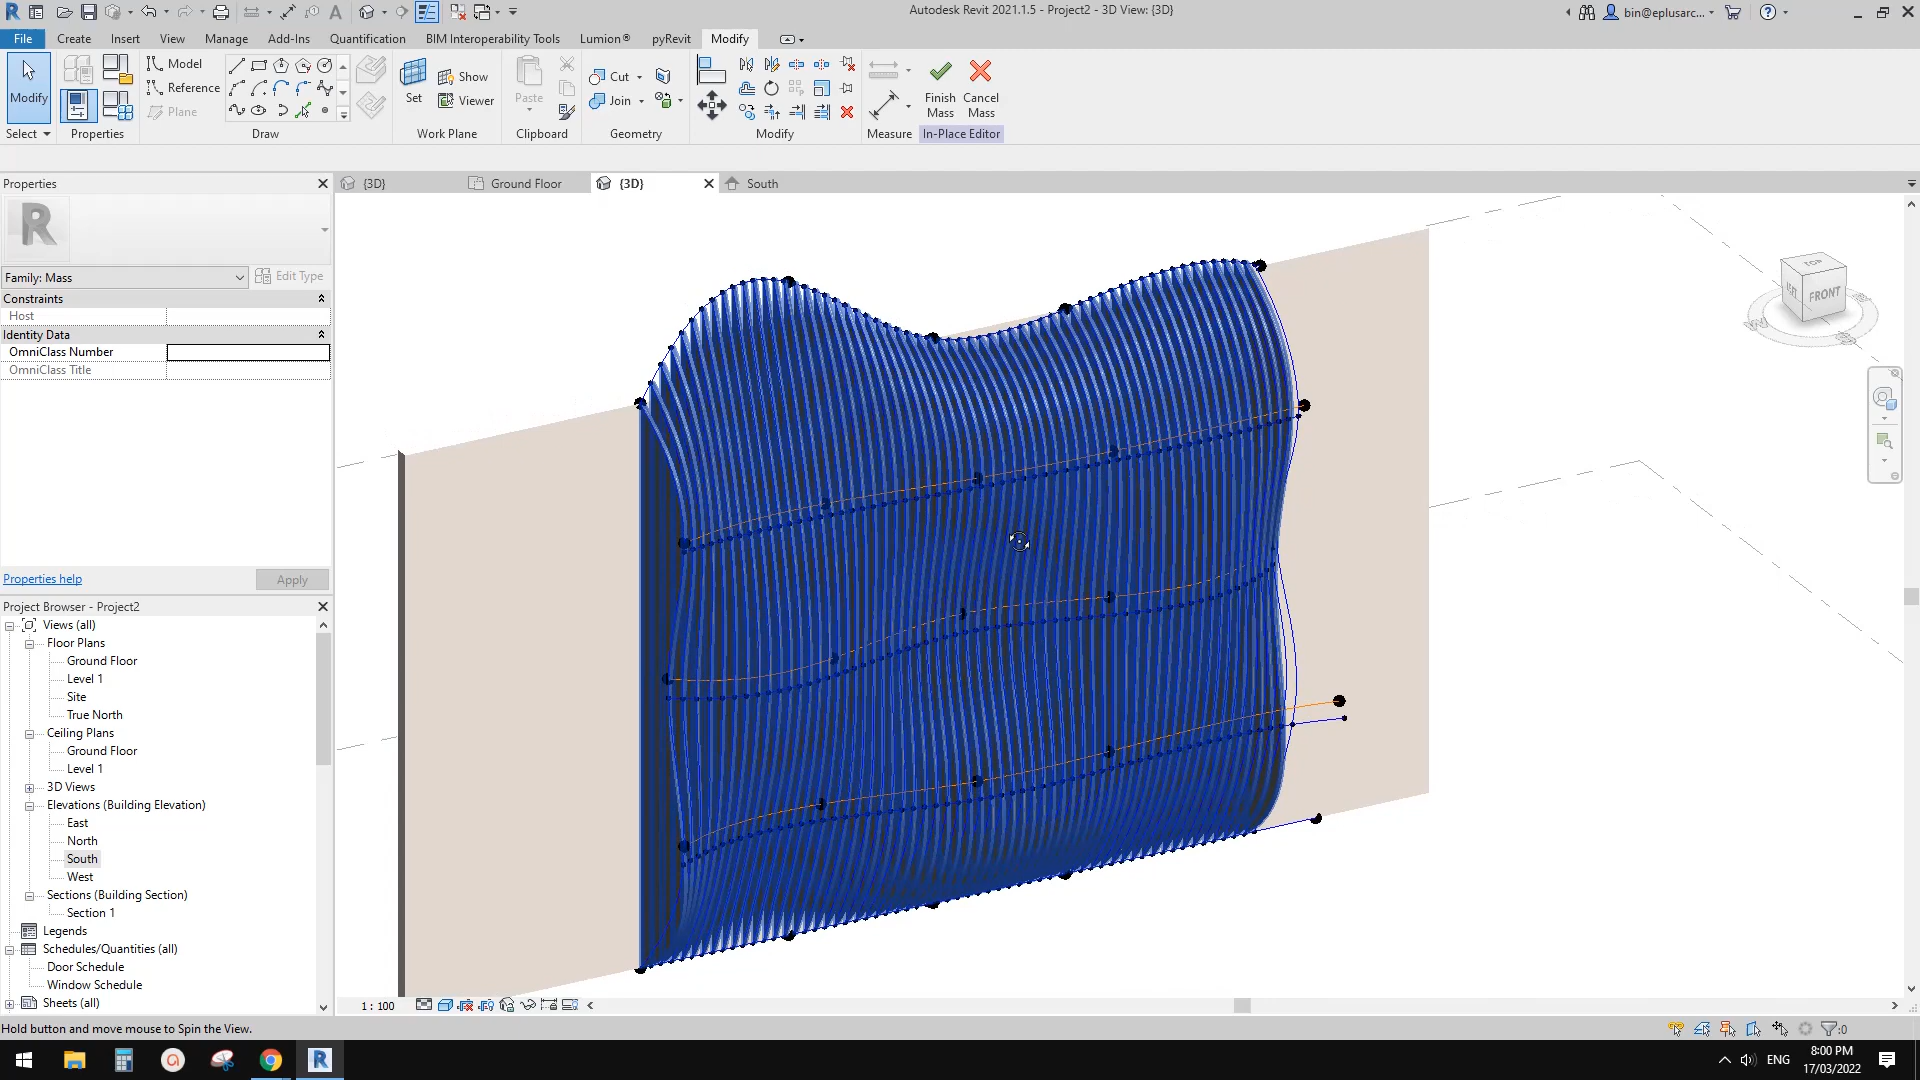 Autodesk Revit 2021.1.5 - Project2 - 3D View: {3D}
bin@eplusarc...
File Create Insert View Manage Add-Ins Quantification BIM Interoperability Tools Lumion® pyRevit Modify
Modify
Select
Properties
Model
Reference
Plane
Draw
Set
Show
Viewer
Work Plane
Paste
Clipboard
Cut
Join
Geometry
Modify
Measure
Finish Mass
Cancel Mass
In-Place Editor
Properties
{3D}
Ground Floor
{3D}
South
R
Family: Mass
Edit Type
Constraints
Host
Identity Data
OmniClass Number
OmniClass Title
Properties help
Apply
Project Browser - Project2
Views (all)
Floor Plans
Ground Floor
Level 1
Site
True North
Ceiling Plans
Ground Floor
Level 1
3D Views
Elevations (Building Elevation)
East
North
South
West
Sections (Building Section)
Section 1
Legends
Schedules/Quantities (all)
Door Schedule
Window Schedule
Sheets (all)
TOP
LEFT
FRONT
W
1 : 100
Hold button and move mouse to Spin the View.
:0
ENG
8:00 PM
17/03/2022